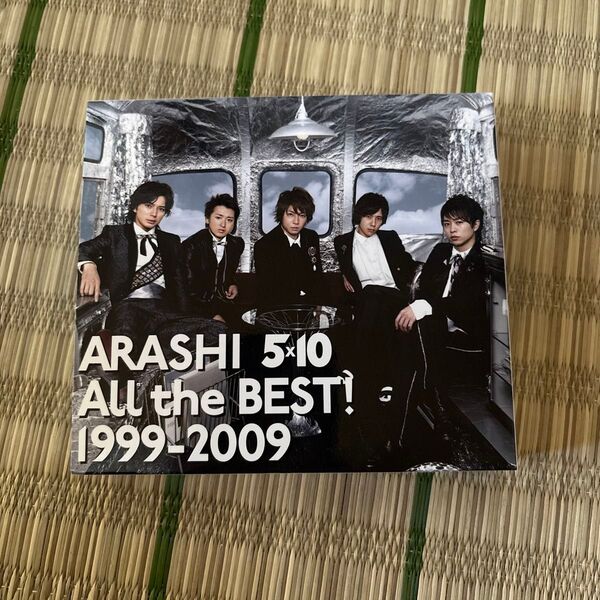 ARASHI 5×10
All the BEST!
1999-2009